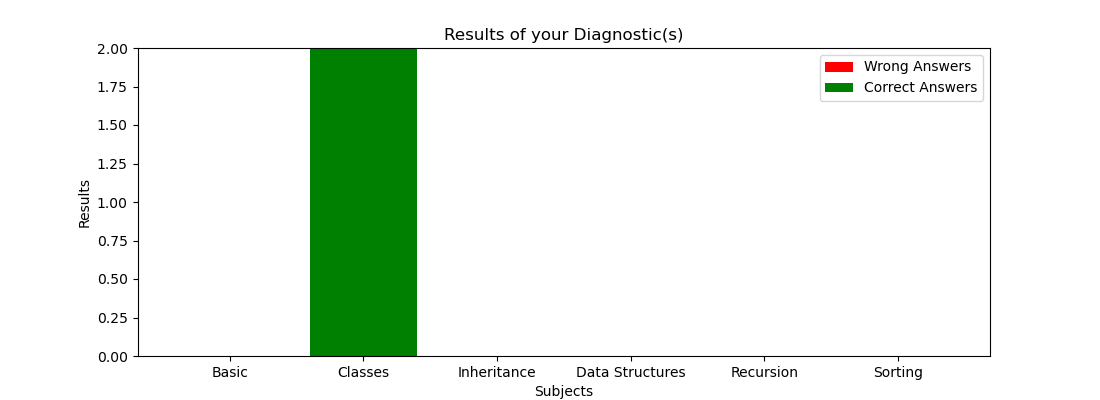 Results of your Diagnostic(s)
2.00
1.75
1.50
1.25
1.00
0.75
0.50
0.25
0.00
Results
Wrong Answers
Correct Answers
Basic Classes Inheritance Data Structures Recursion Sorting
Subjects